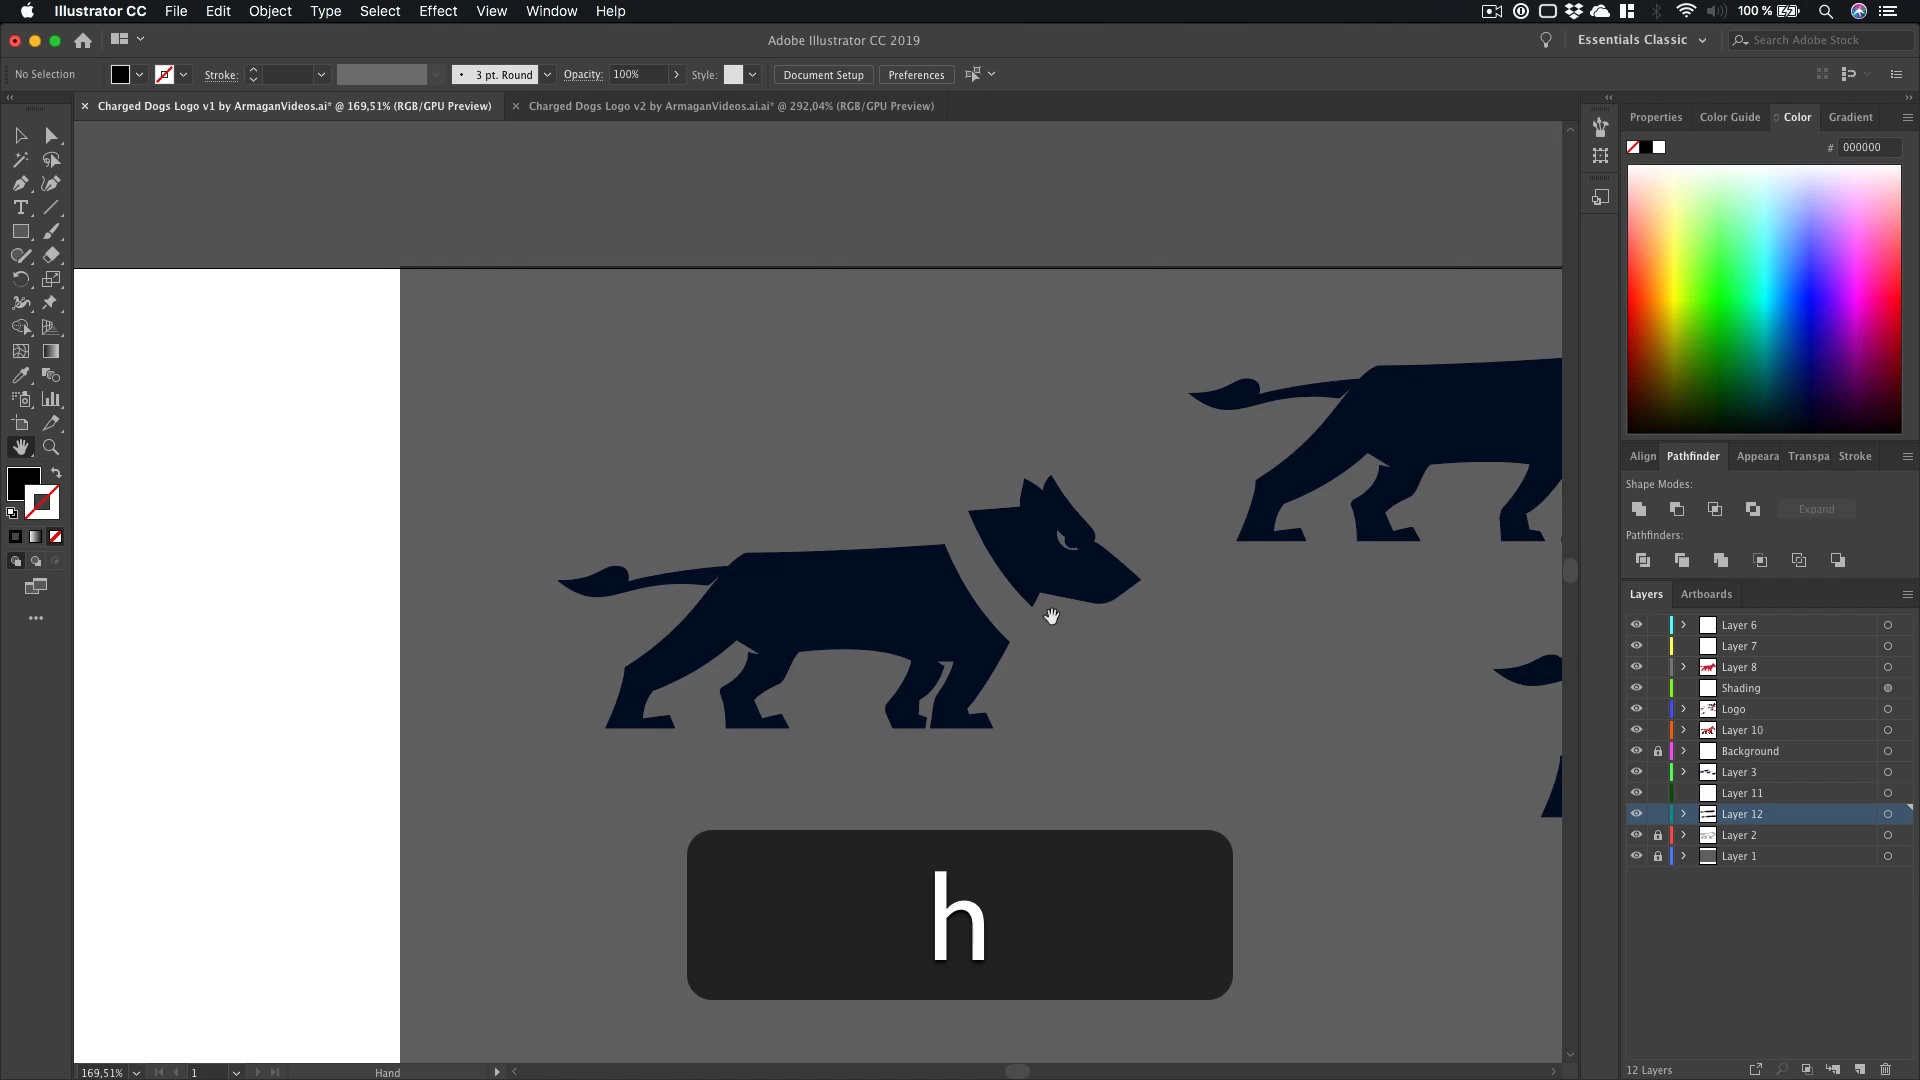 Illustrator CC File Edit Object Type Select Effect View Window Help
100 %
Adobe Illustrator CC 2019
Essentials Classic
Search Adobe Stock
No Selection
Stroke:
3 pt. Round
Opacity: 100%
Style:
Document Setup
Preferences
Charged Dogs Logo v1 by ArmaganVideos.ai* @ 169,51% (RGB/GPU Preview)
Charged Dogs Logo v2 by ArmaganVideos.ai.ai* @ 292,04% (RGB/GPU Preview)
Properties Color Guide Color Gradient
# 000000
Align Pathfinder Appeara Transpa Stroke
Shape Modes:
Expand
Pathfinders:
Layers Artboards
Layer 6
Layer 7
Layer 8
Shading
Logo
Layer 10
Background
Layer 3
Layer 11
Layer 12
Layer 2
Layer 1
h
169,51%
1
Hand
12 Layers